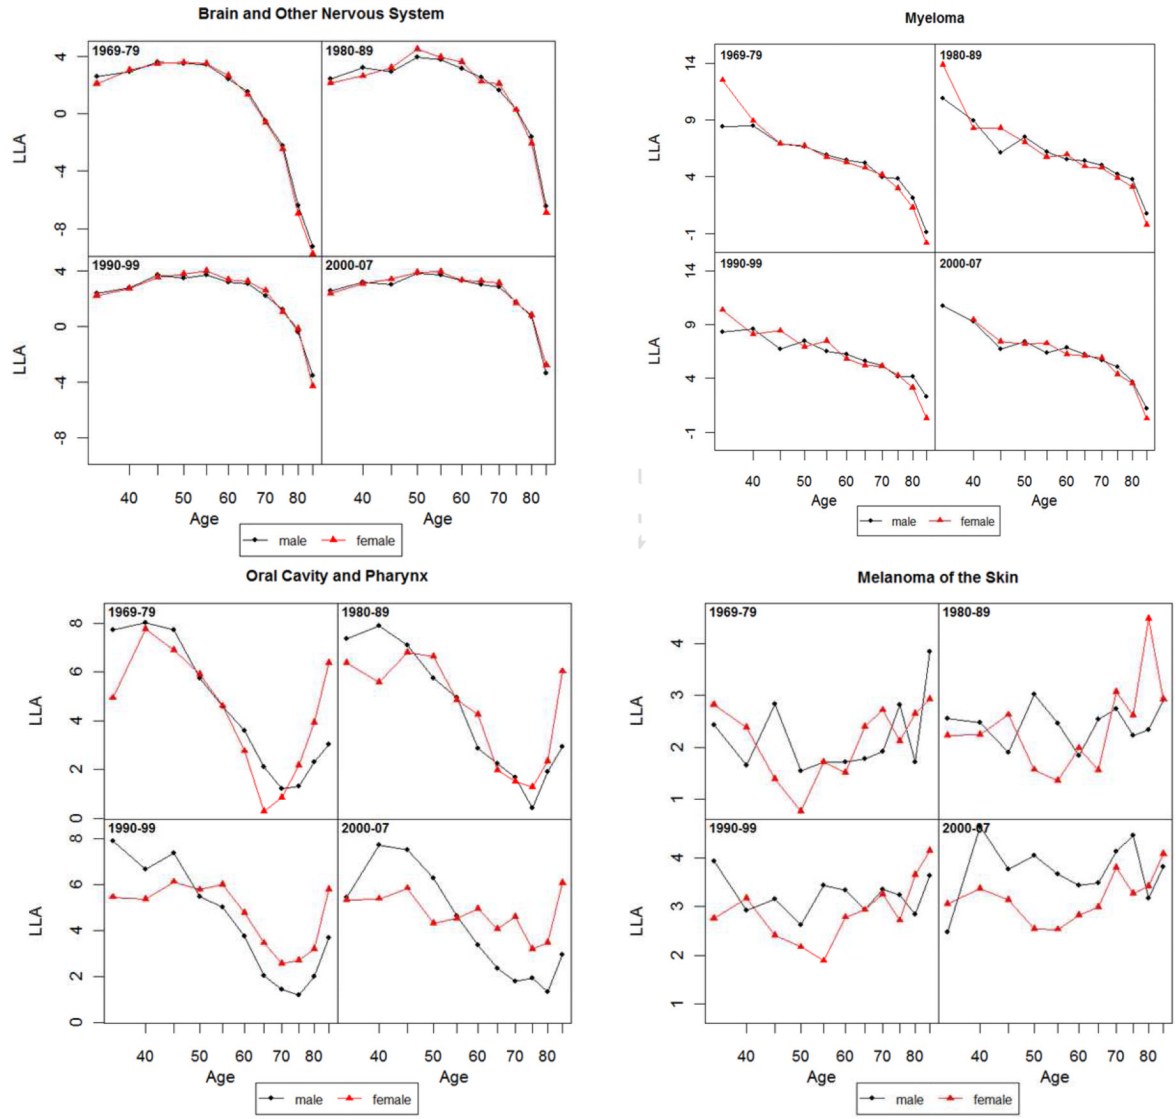 Brain and Other Nervous System
1969-79
1980-89
4
0
-4
-8
LLA
1990-99
2000-07
4
0
-4
-8
LLA
40 50 60 70 80 40 50 60 70 80
Age Age
male female
Myeloma
1969-79
1980-89
14
9
4
-1
LLA
1990-99
2000-07
14
9
4
-1
LLA
40 50 60 70 80 40 50 60 70 80
Age Age
male female
Oral Cavity and Pharynx
1969-79
1980-89
8
6
4
2
0
LLA
1990-99
2000-07
8
6
4
2
0
LLA
40 50 60 70 80 40 50 60 70 80
Age Age
male female
Melanoma of the Skin
1969-79
1980-89
4
3
2
1
LLA
1990-99
2000-07
4
3
2
1
LLA
40 50 60 70 80 40 50 60 70 80
Age Age
male female